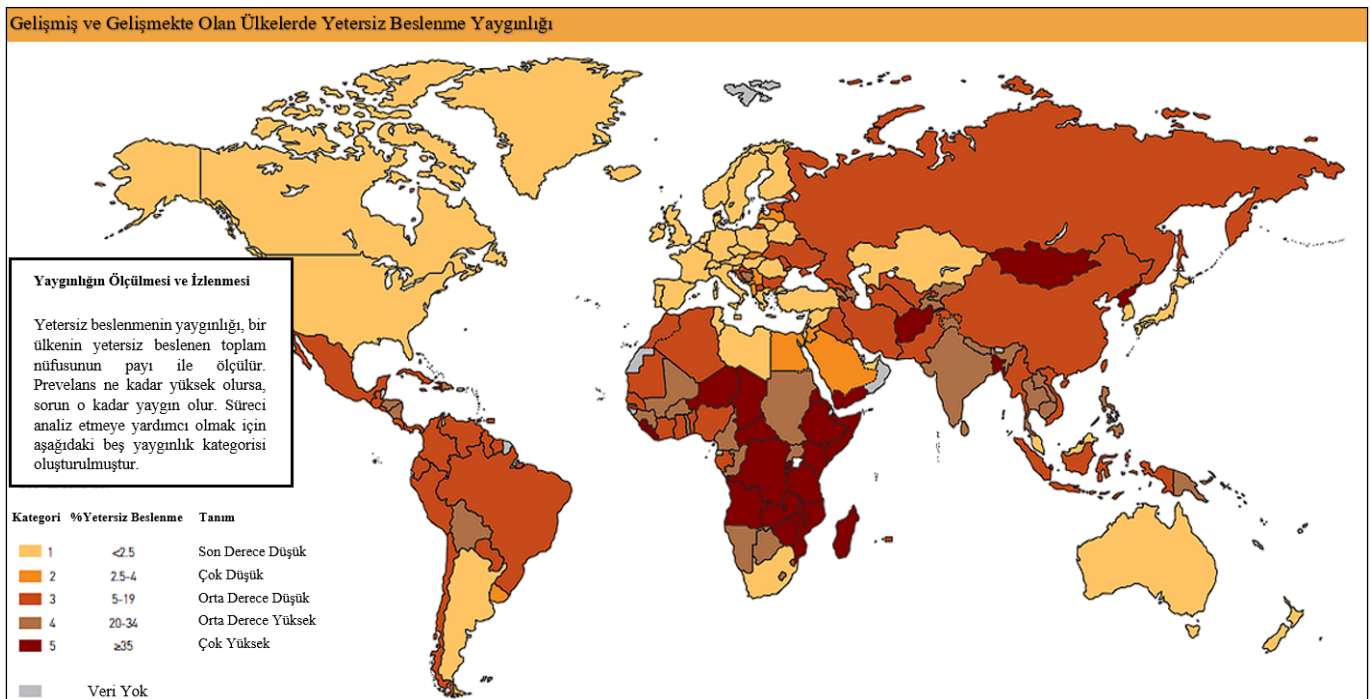 Gelişmiş ve Gelişmekte Olan Ülkelerde Yetersiz Beslenme Yaygınlığı
Yaygınlığın Ölçülmesi ve İzlenmesi
Yetersiz beslenmenin yaygınlığı, bir
ülkenin yetersiz beslenen toplam
nüfusunun payı ile ölçülür.
Prevelans ne kadar yüksek olursa,
sorun o kadar yaygın olur. Süreci
analiz etmeye yardımcı olmak için
aşağıdaki beş yaygınlık kategorisi
oluşturulmuştur.
Kategori %Yetersiz Beslenme Tanım
1 <2.5 Son Derece Düşük
2 2.5-4 Çok Düşük
3 5-19 Orta Derece Düşük
4 20-34 Orta Derece Yüksek
5 ≥35 Çok Yüksek
Veri Yok